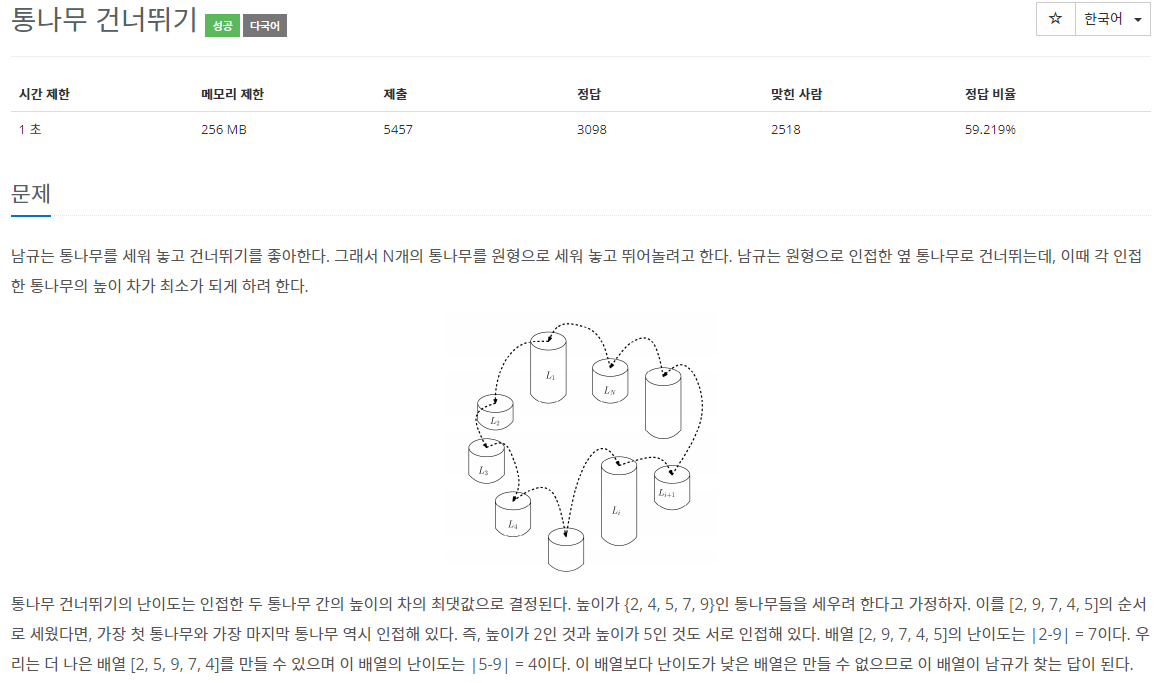 통나무 건너뛰기 성공 다국어
☆ 한국어
시간 제한 메모리 제한 제출 정답 맞힌 사람 정답 비율
1 초 256 MB 5457 3098 2518 59.219%
문제
남규는 통나무를 세워 놓고 건너뛰기를 좋아한다. 그래서 N개의 통나무를 원형으로 세워 놓고 뛰어놀려고 한다. 남규는 원형으로 인접한 옆 통나무로 건너뛰는데, 이때 각 인접
한 통나무의 높이 차가 최소가 되게 하려 한다.
L1
LN
L2
L3
L4
Li
Li+1
통나무 건너뛰기의 난이도는 인접한 두 통나무 간의 높이의 차의 최댓값으로 결정된다. 높이가 {2, 4, 5, 7, 9}인 통나무들을 세우려 한다고 가정하자. 이를 [2, 9, 7, 4, 5]의 순서
로 세웠다면, 가장 첫 통나무와 가장 마지막 통나무 역시 인접해 있다. 즉, 높이가 2인 것과 높이가 5인 것도 서로 인접해 있다. 배열 [2, 9, 7, 4, 5]의 난이도는 |2-9| = 7이다. 우
리는 더 나은 배열 [2, 5, 9, 7, 4]를 만들 수 있으며 이 배열의 난이도는 |5-9| = 4이다. 이 배열보다 난이도가 낮은 배열은 만들 수 없으므로 이 배열이 남규가 찾는 답이 된다.